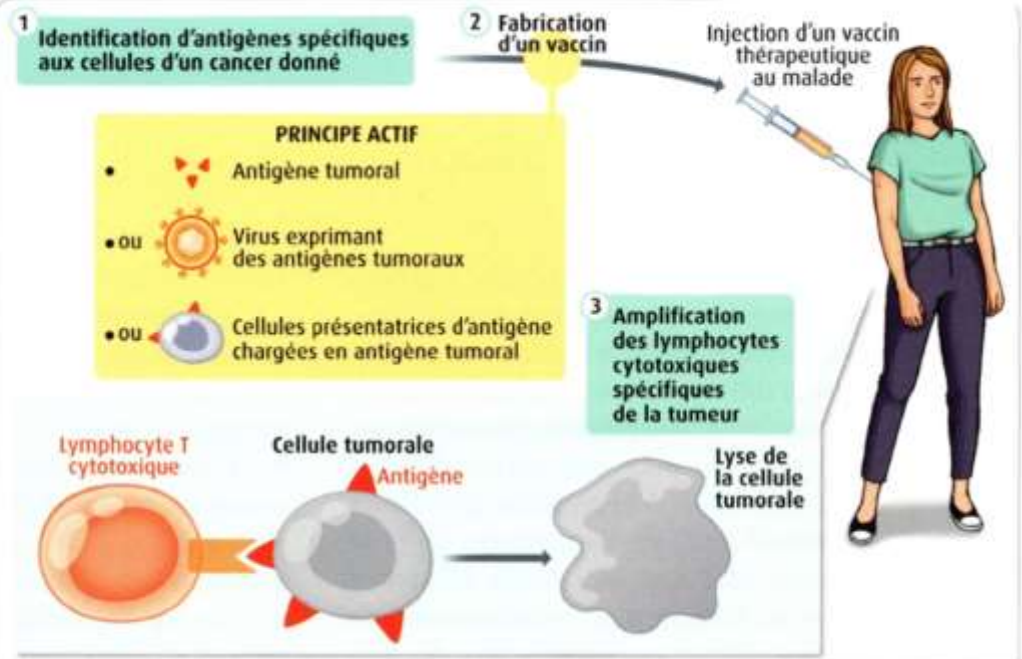 1
Identification d'antigènes spécifiques
aux cellules d'un cancer donné
2 Fabrication
d'un vaccin
Injection d'un vaccin
thérapeutique
au malade
PRINCIPE ACTIF
• Antigène tumoral
• ou Virus exprimant
des antigènes tumoraux
• ou Cellules présentatrices d'antigène
chargées en antigène tumoral
3 Amplification
des lymphocytes
cytotoxiques
spécifiques
de la tumeur
Lymphocyte T
cytotoxique
Cellule tumorale
Antigène
Lyse de
la cellule
tumorale